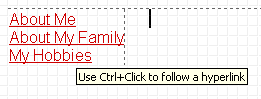 About Me
About My Family
My Hobbies
Use Ctrl+Click to follow a hyperlink